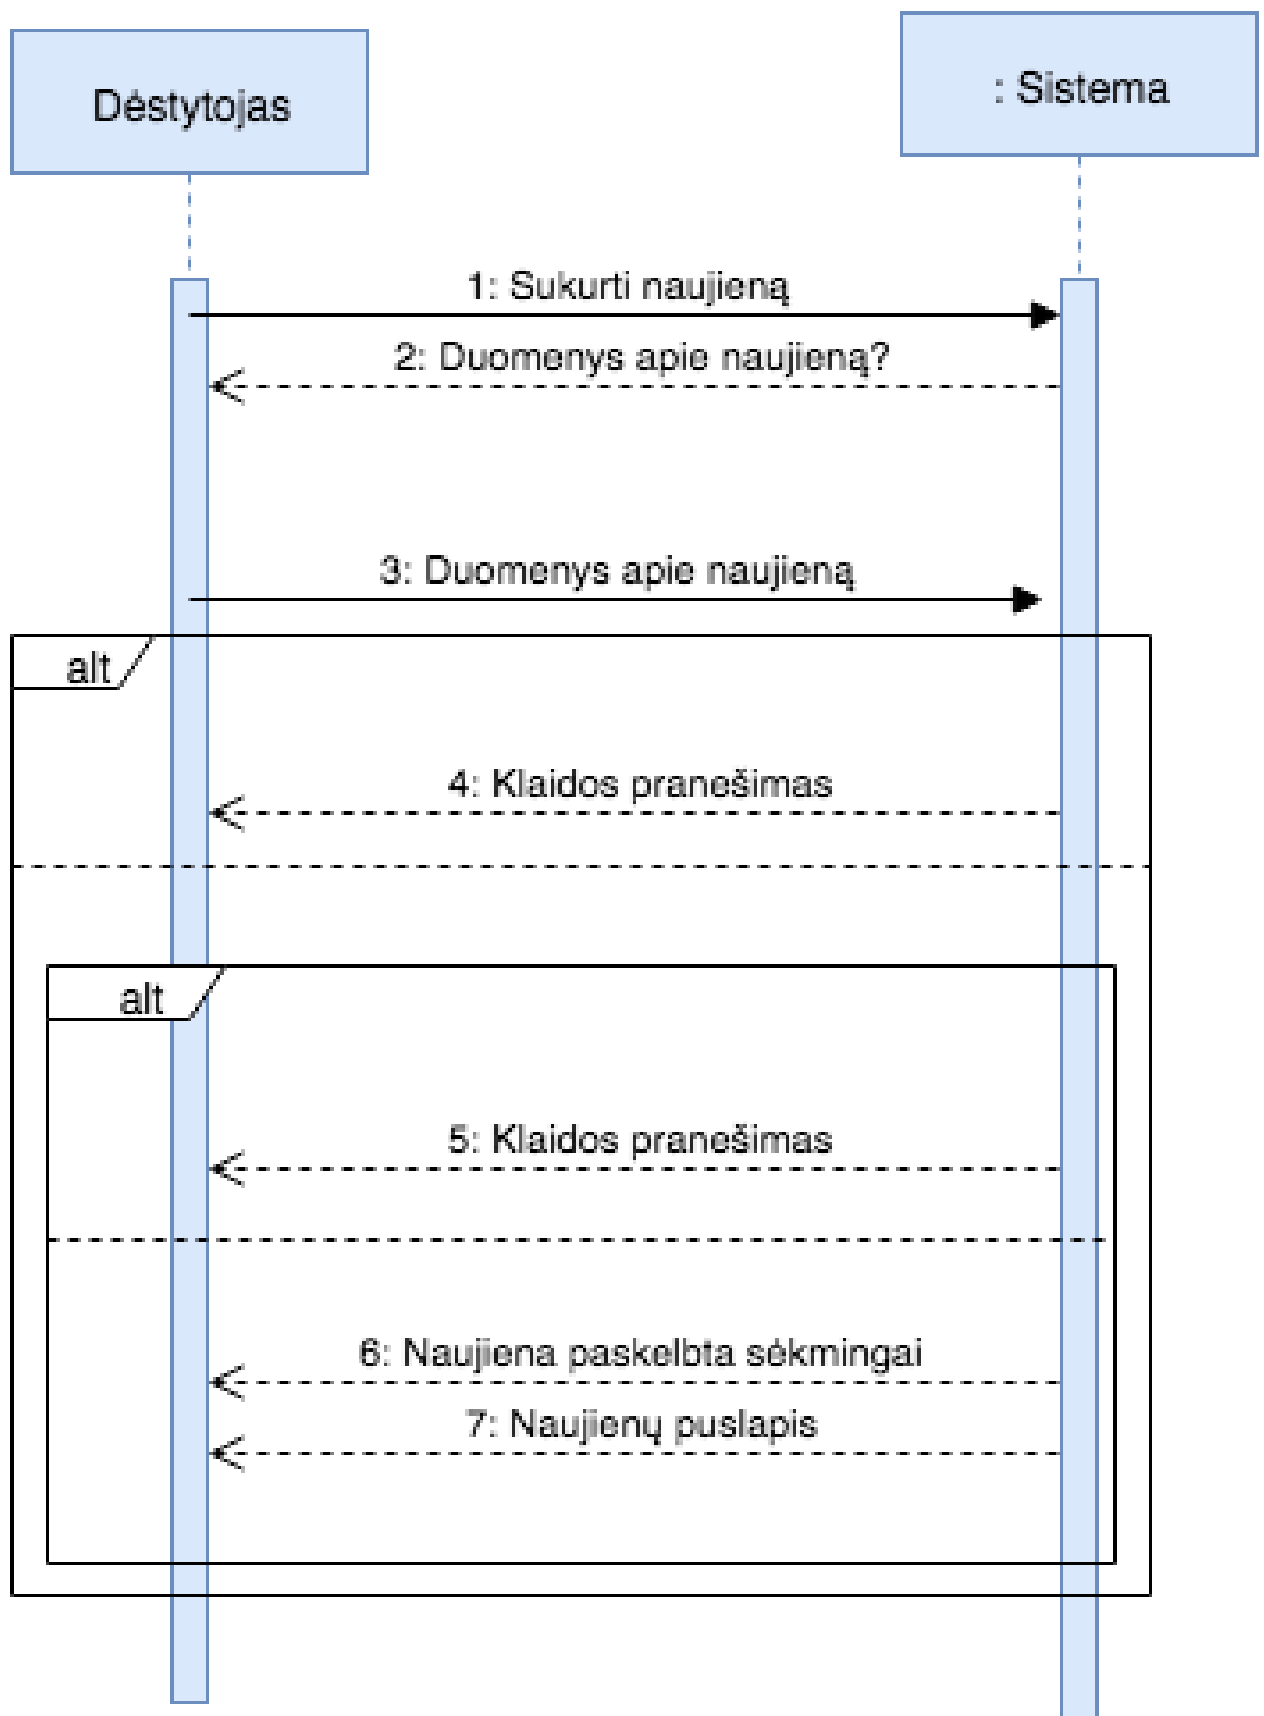 Dėstytojas
: Sistema
1: Sukurti naujieną
2: Duomenys apie naujieną?
3: Duomenys apie naujieną
alt
4: Klaidos pranešimas
alt
5: Klaidos pranešimas
6: Naujiena paskelbta sėkmingai
7: Naujienų puslapis